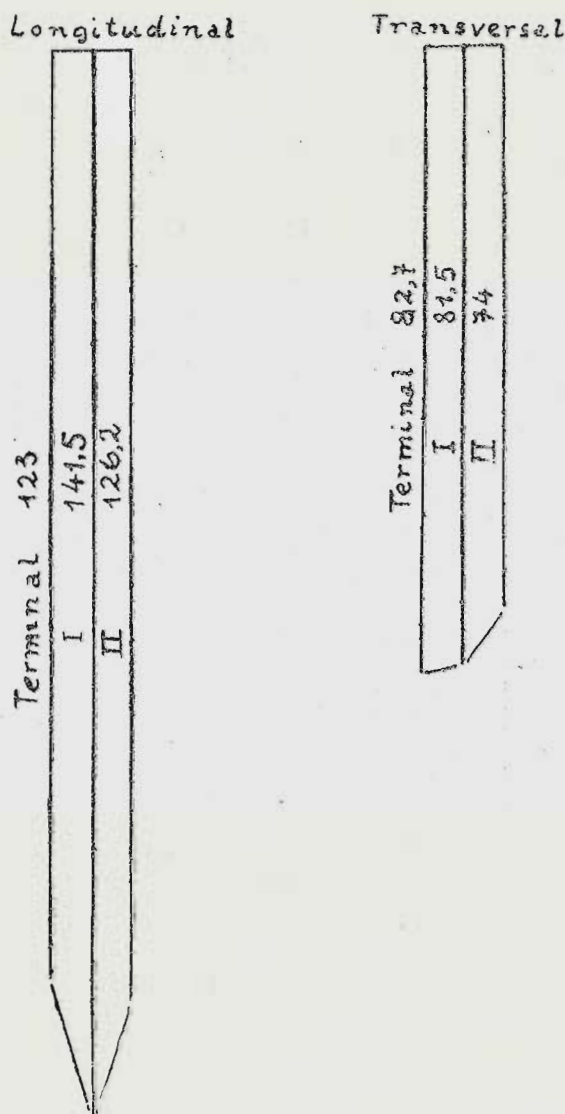 Longitudinal
Terminal 123
I 141,5
II 126,2
Transversal
Terminal 82,7
I 81,5
II 74